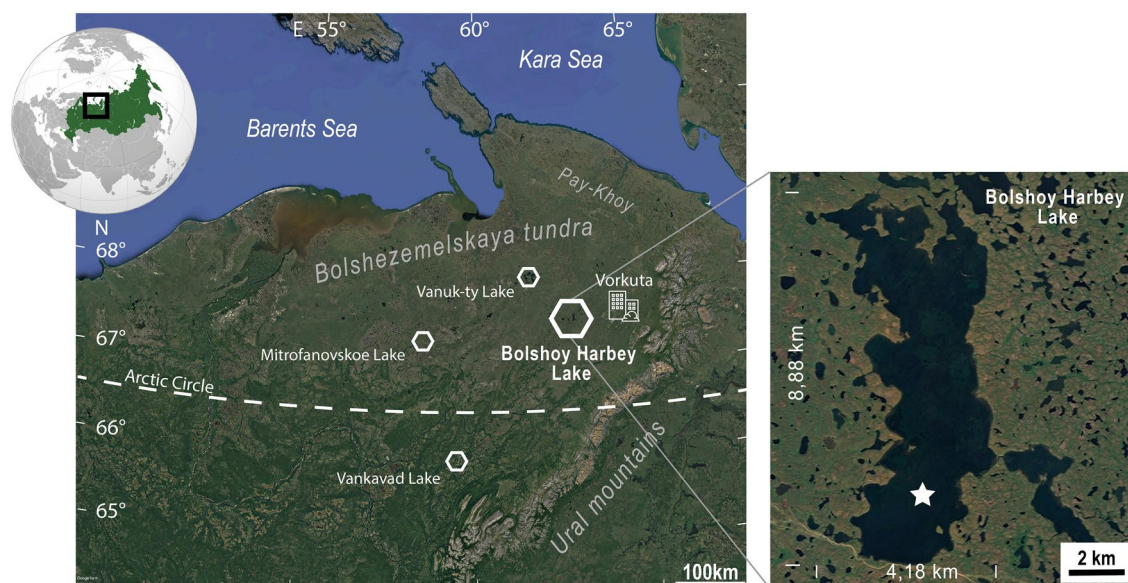 E 55° 60° 65°
Kara Sea
Barents Sea
Pay-Khoy
N
68°
Bolshezemelskaya tundra
Vanuk-ty Lake
Vorkuta
67°
Mitrofanovskoe Lake
Bolshoy Harbey
Lake
Arctic Circle
66°
Vankavad Lake
65°
Ural mountains
100km
Bolshoy Harbey
Lake
8,88 km
4,18 km
2 km